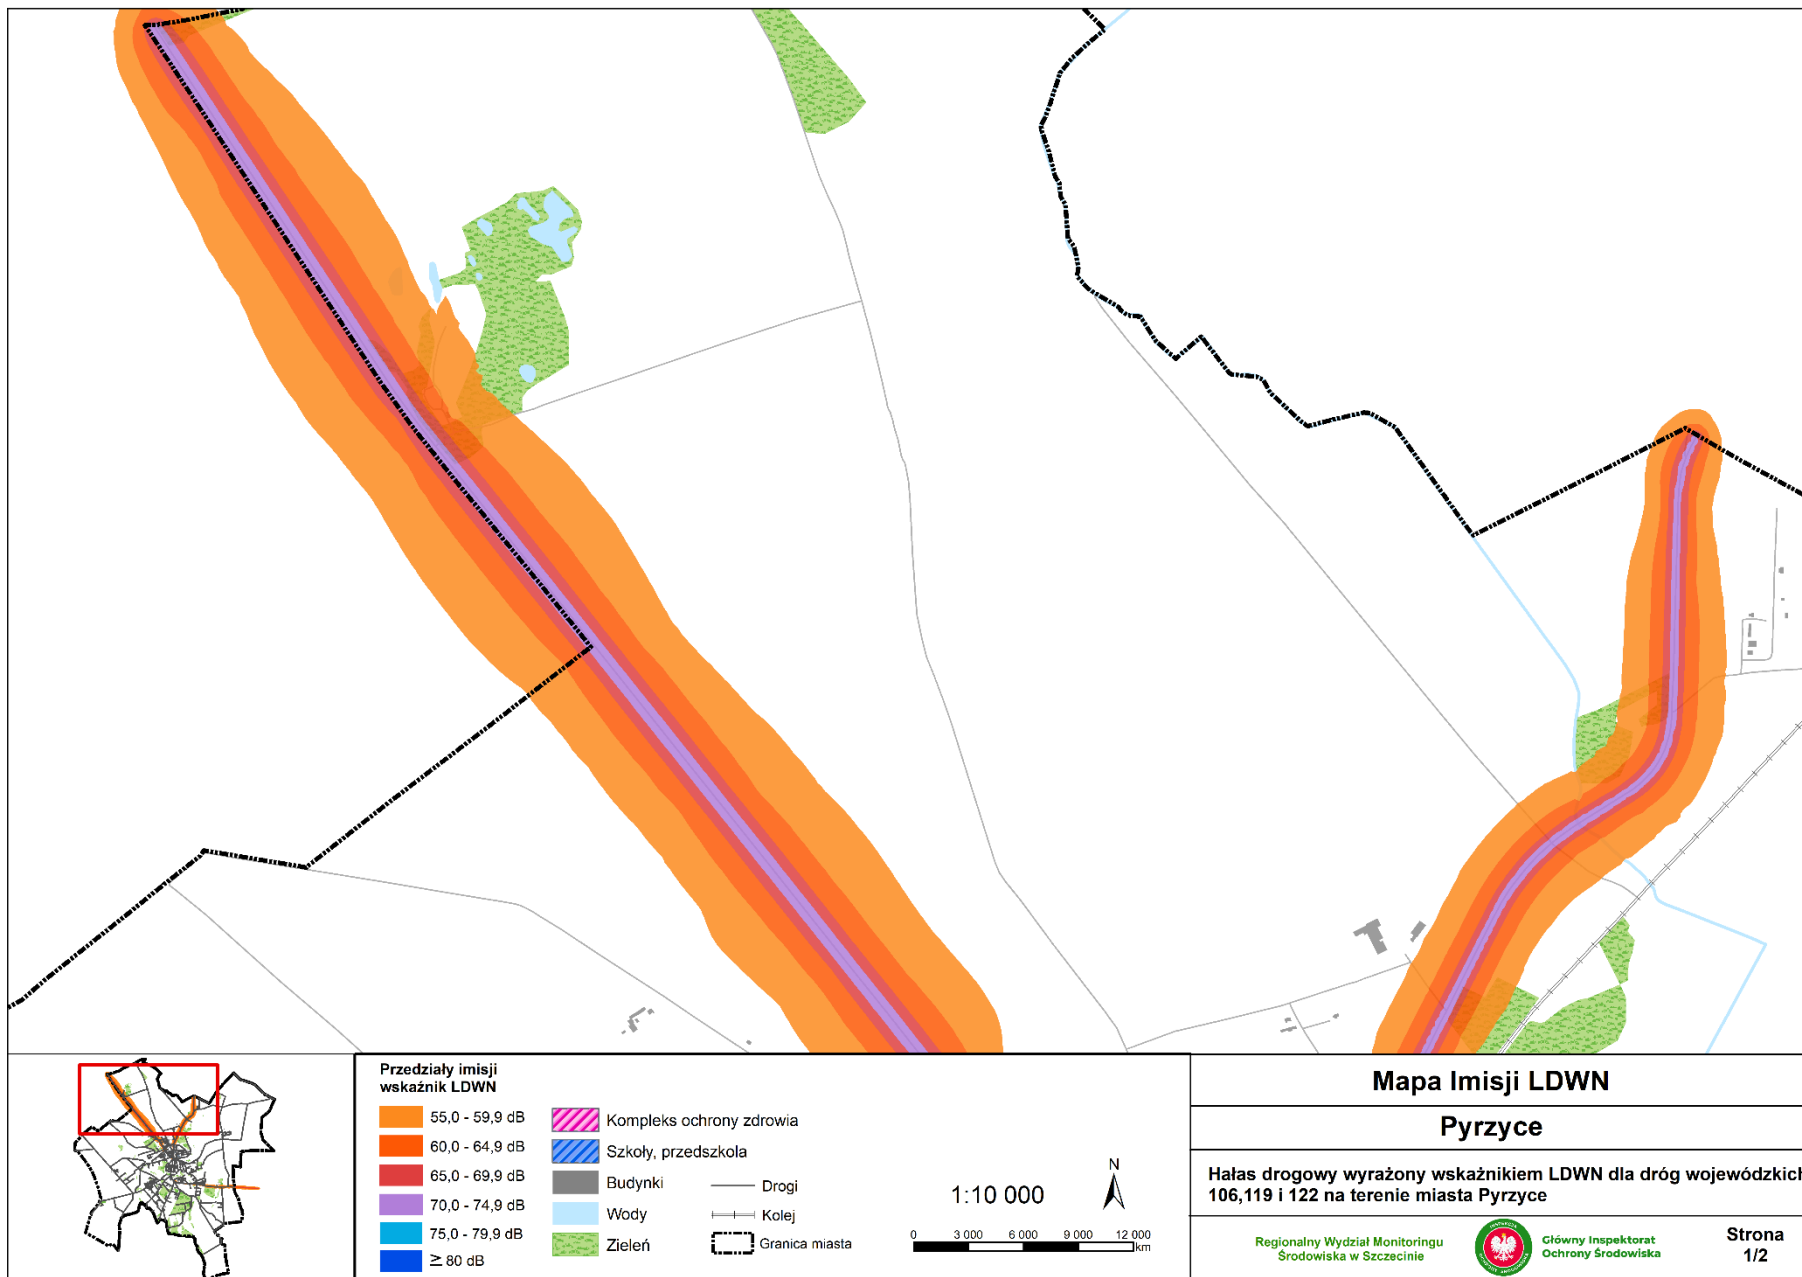 Przedziały imisji
wskaźnik LDWN
55,0 - 59,9 dB
60,0 - 64,9 dB
65,0 - 69,9 dB
70,0 - 74,9 dB
75,0 - 79,9 dB
≥ 80 dB
Kompleks ochrony zdrowia
Szkoły, przedszkola
Budynki
Wody
Zieleń
Drogi
Kolej
Granica miasta
1:10 000
N
0 3 000 6 000 9 000 12 000
km
Mapa Imisji LDWN
Pyrzyce
Hałas drogowy wyrażony wskaźnikiem LDWN dla dróg wojewódzkich
106,119 i 122 na terenie miasta Pyrzyce
Regionalny Wydział Monitoringu
Środowiska w Szczecinie
Główny Inspektorat
Ochrony Środowiska
Strona
1/2